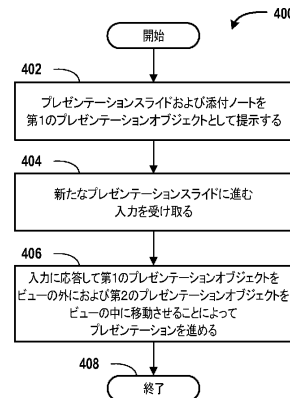 400
開始
402
プレゼンテーションスライドおよび添付ノートを
第1のプレゼンテーションオブジェクトとして提示する
404
新たなプレゼンテーションスライドに進む
入力を受け取る
406
入力に応答して第1のプレゼンテーションオブジェクトを
ビューの外におよび第2のプレゼンテーションオブジェクトを
ビューの中に移動させることによって
プレゼンテーションを進める
408
終了